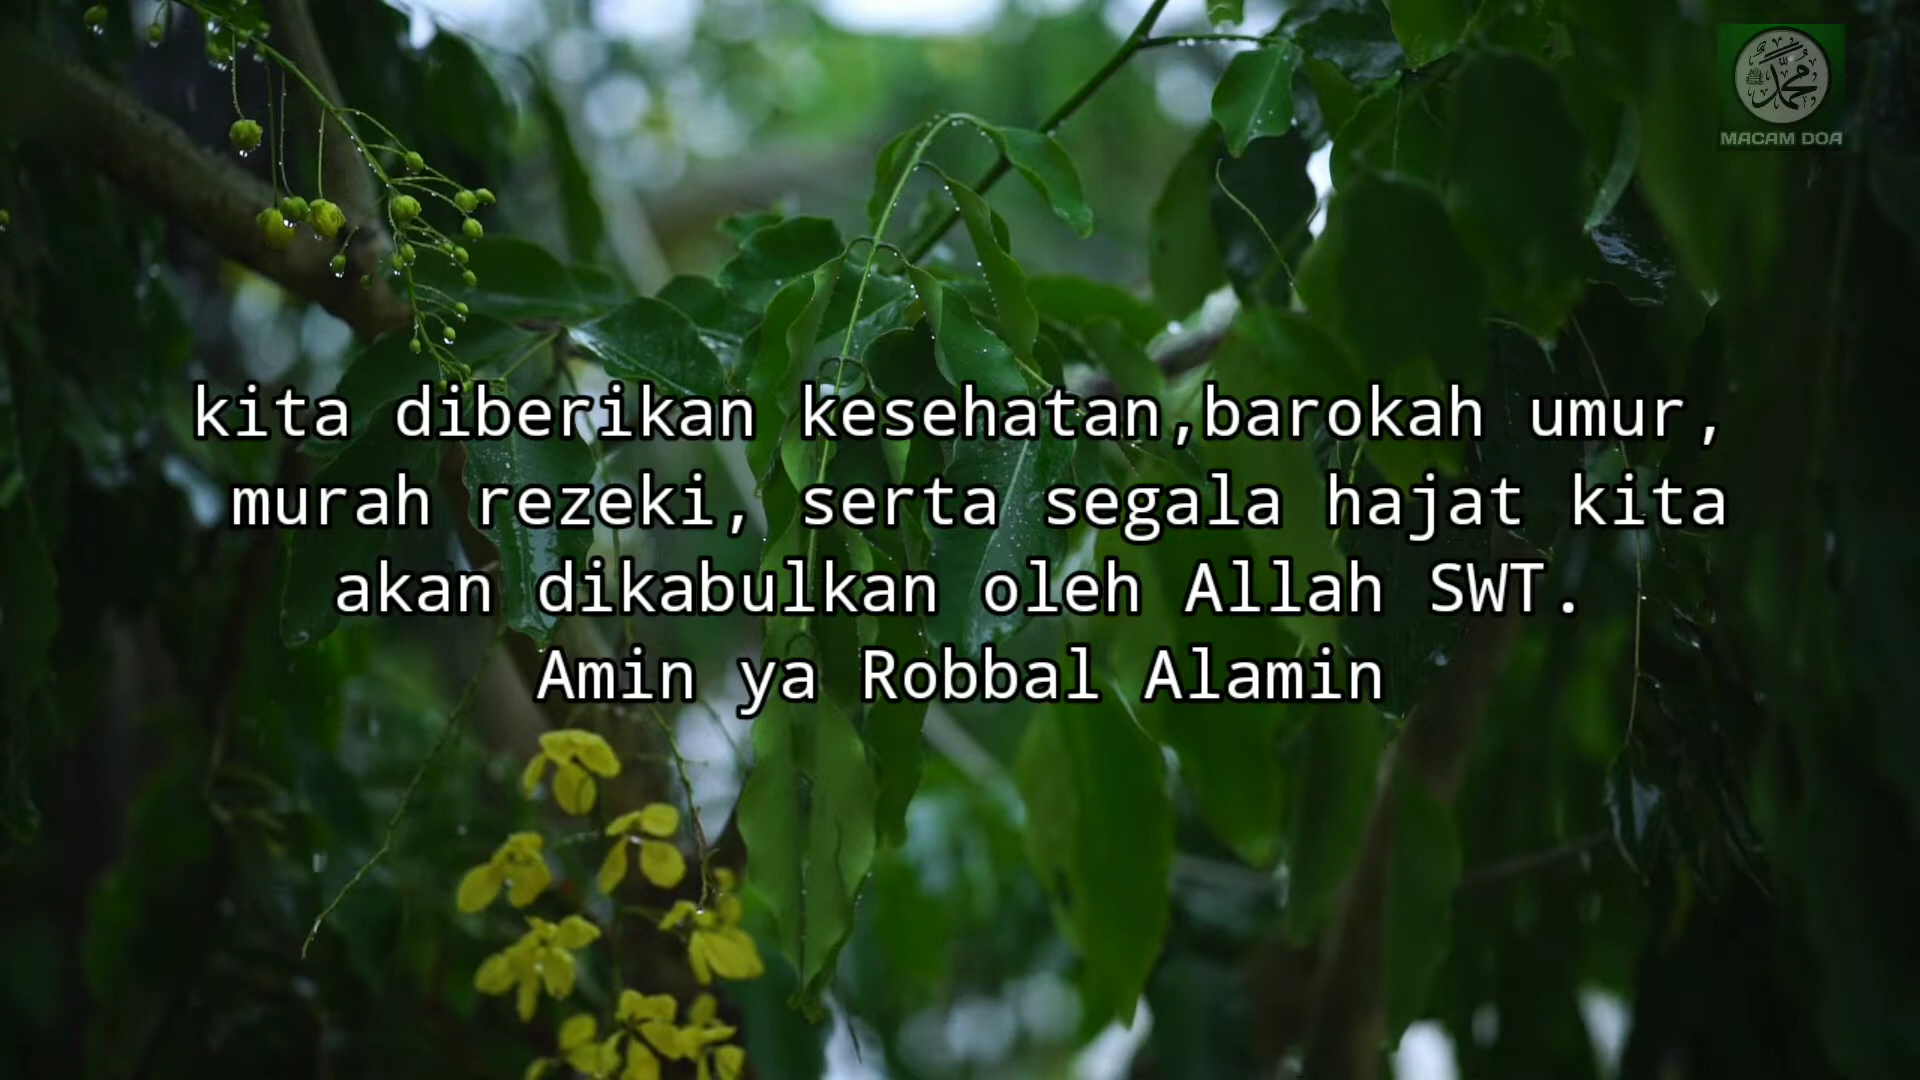 محمد
MACAM DOA
kita diberikan kesehatan,barokah umur,
murah rezeki, serta segala hajat kita
akan dikabulkan oleh Allah SWT.
Amin ya Robbal Alamin